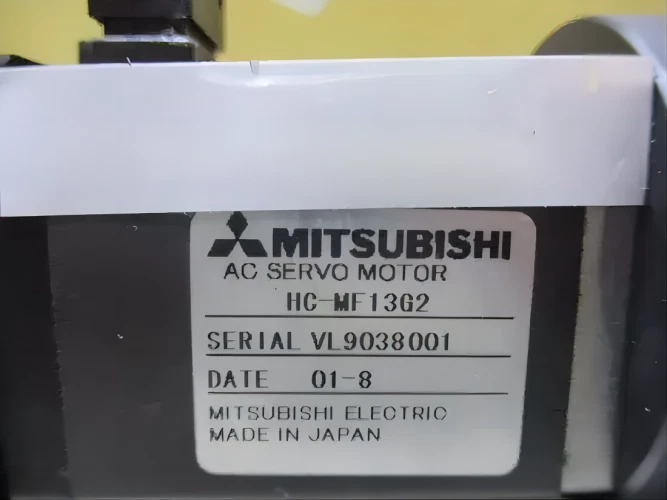 MITSUBISHI
AC SERVO MOTOR
HC-MF13G2
SERIAL VL9038001
DATE 01-8
MITSUBISHI ELECTRIC
MADE IN JAPAN